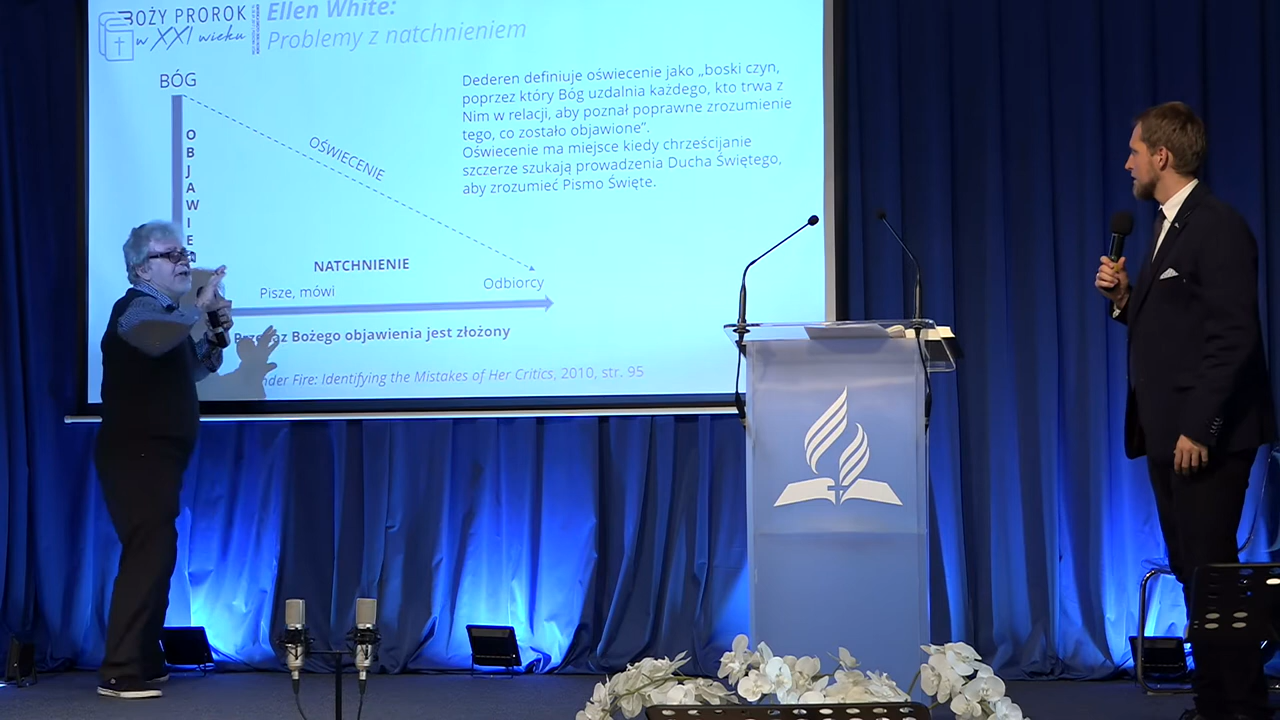 BOŻY PROROK
w XXI wieku
Ellen White:
Problemy z natchnieniem
BÓG
OBJAWIE
OŚWIECENIE
NATCHNIENIE
Pisze, mówi
Odbiorcy
Bożego objawienia jest złożony
Dederen definiuje oświecenie jako „boski czyn,
poprzez który Bóg uzdalnia każdego, kto trwa z
Nim w relacji, aby poznał poprawne zrozumienie
tego, co zostało objawione”.
Oświecenie ma miejsce kiedy chrześcijanie
szczerze szukają prowadzenia Ducha Świętego,
aby zrozumieć Pismo Święte.
Fire: Identifying the Mistakes of Her Critics, 2010, str. 95